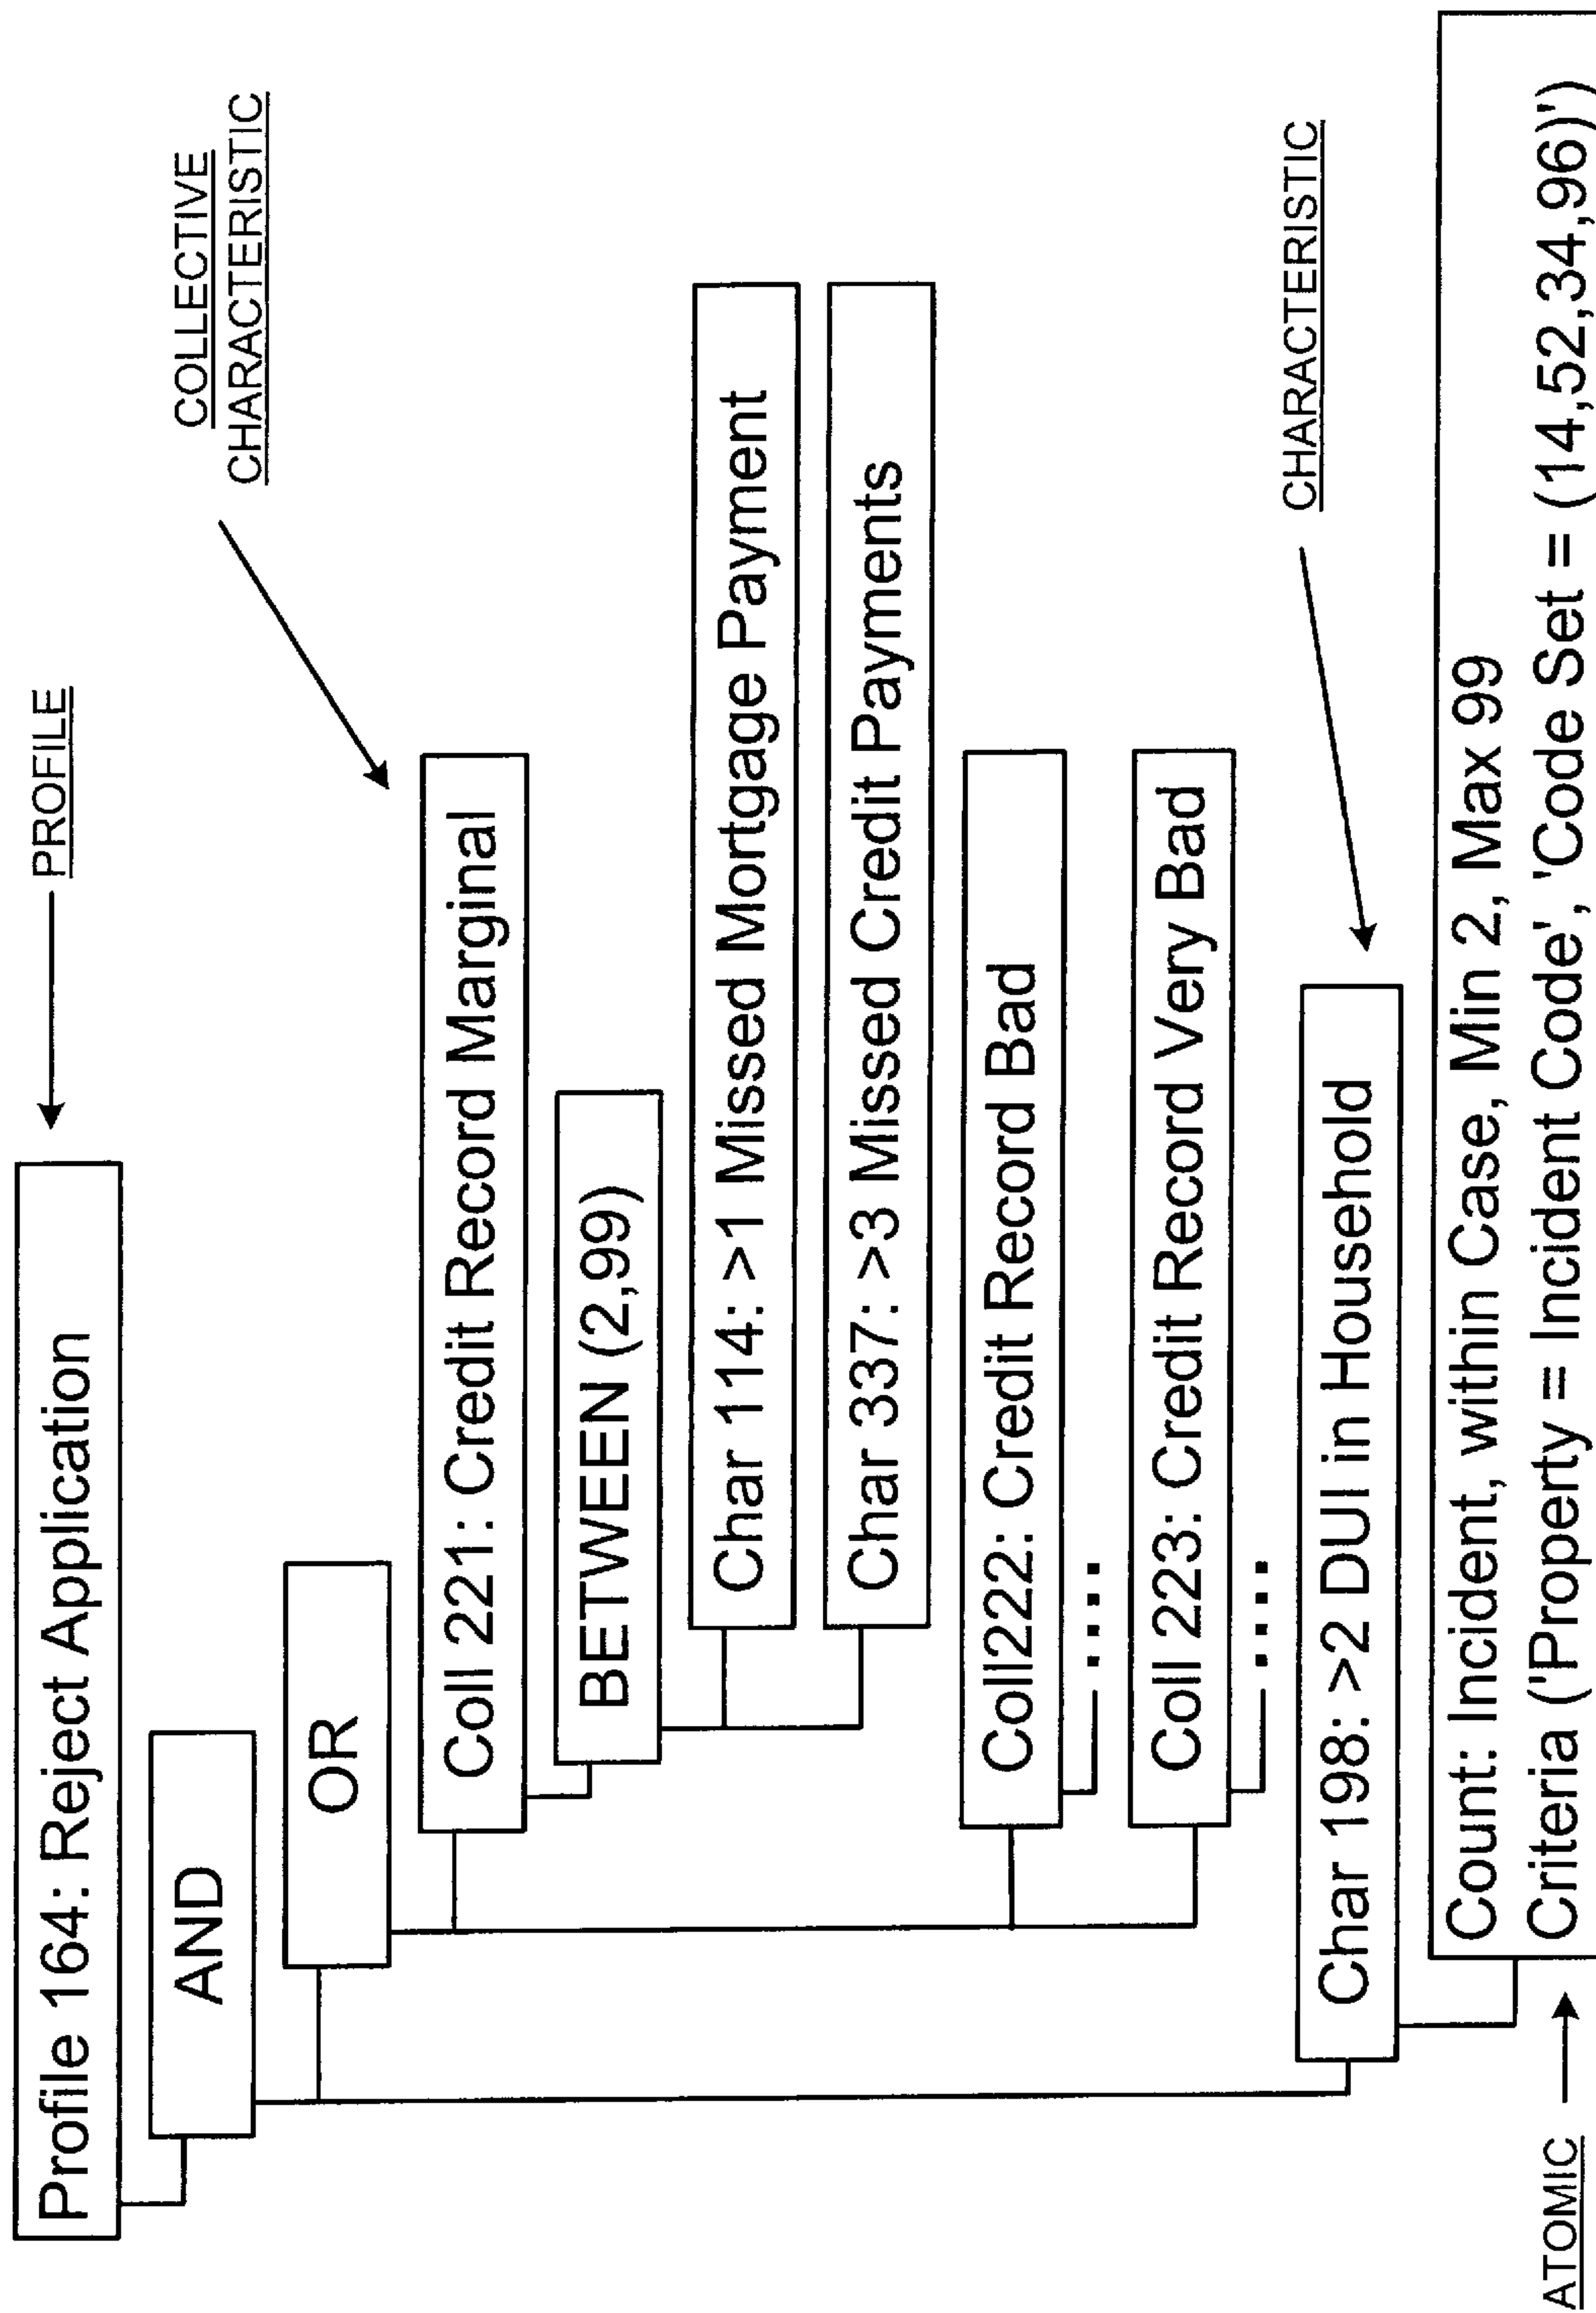 Profile 164: Reject Application
PROFILE
AND
OR
COLLECTIVE
CHARACTERISTIC
Coll 221: Credit Record Marginal
BETWEEN (2,99)
Char 114: >1 Missed Mortgage Payment
Char 337: >3 Missed Credit Payments
Coll222: Credit Record Bad
....
Coll 223: Credit Record Very Bad
....
CHARACTERISTIC
Char 198: >2 DUI in Household
Count: Incident, within Case, Min 2, Max 99
ATOMIC
Criteria ('Property = Incident Code', 'Code Set = (14,52,34,96)')